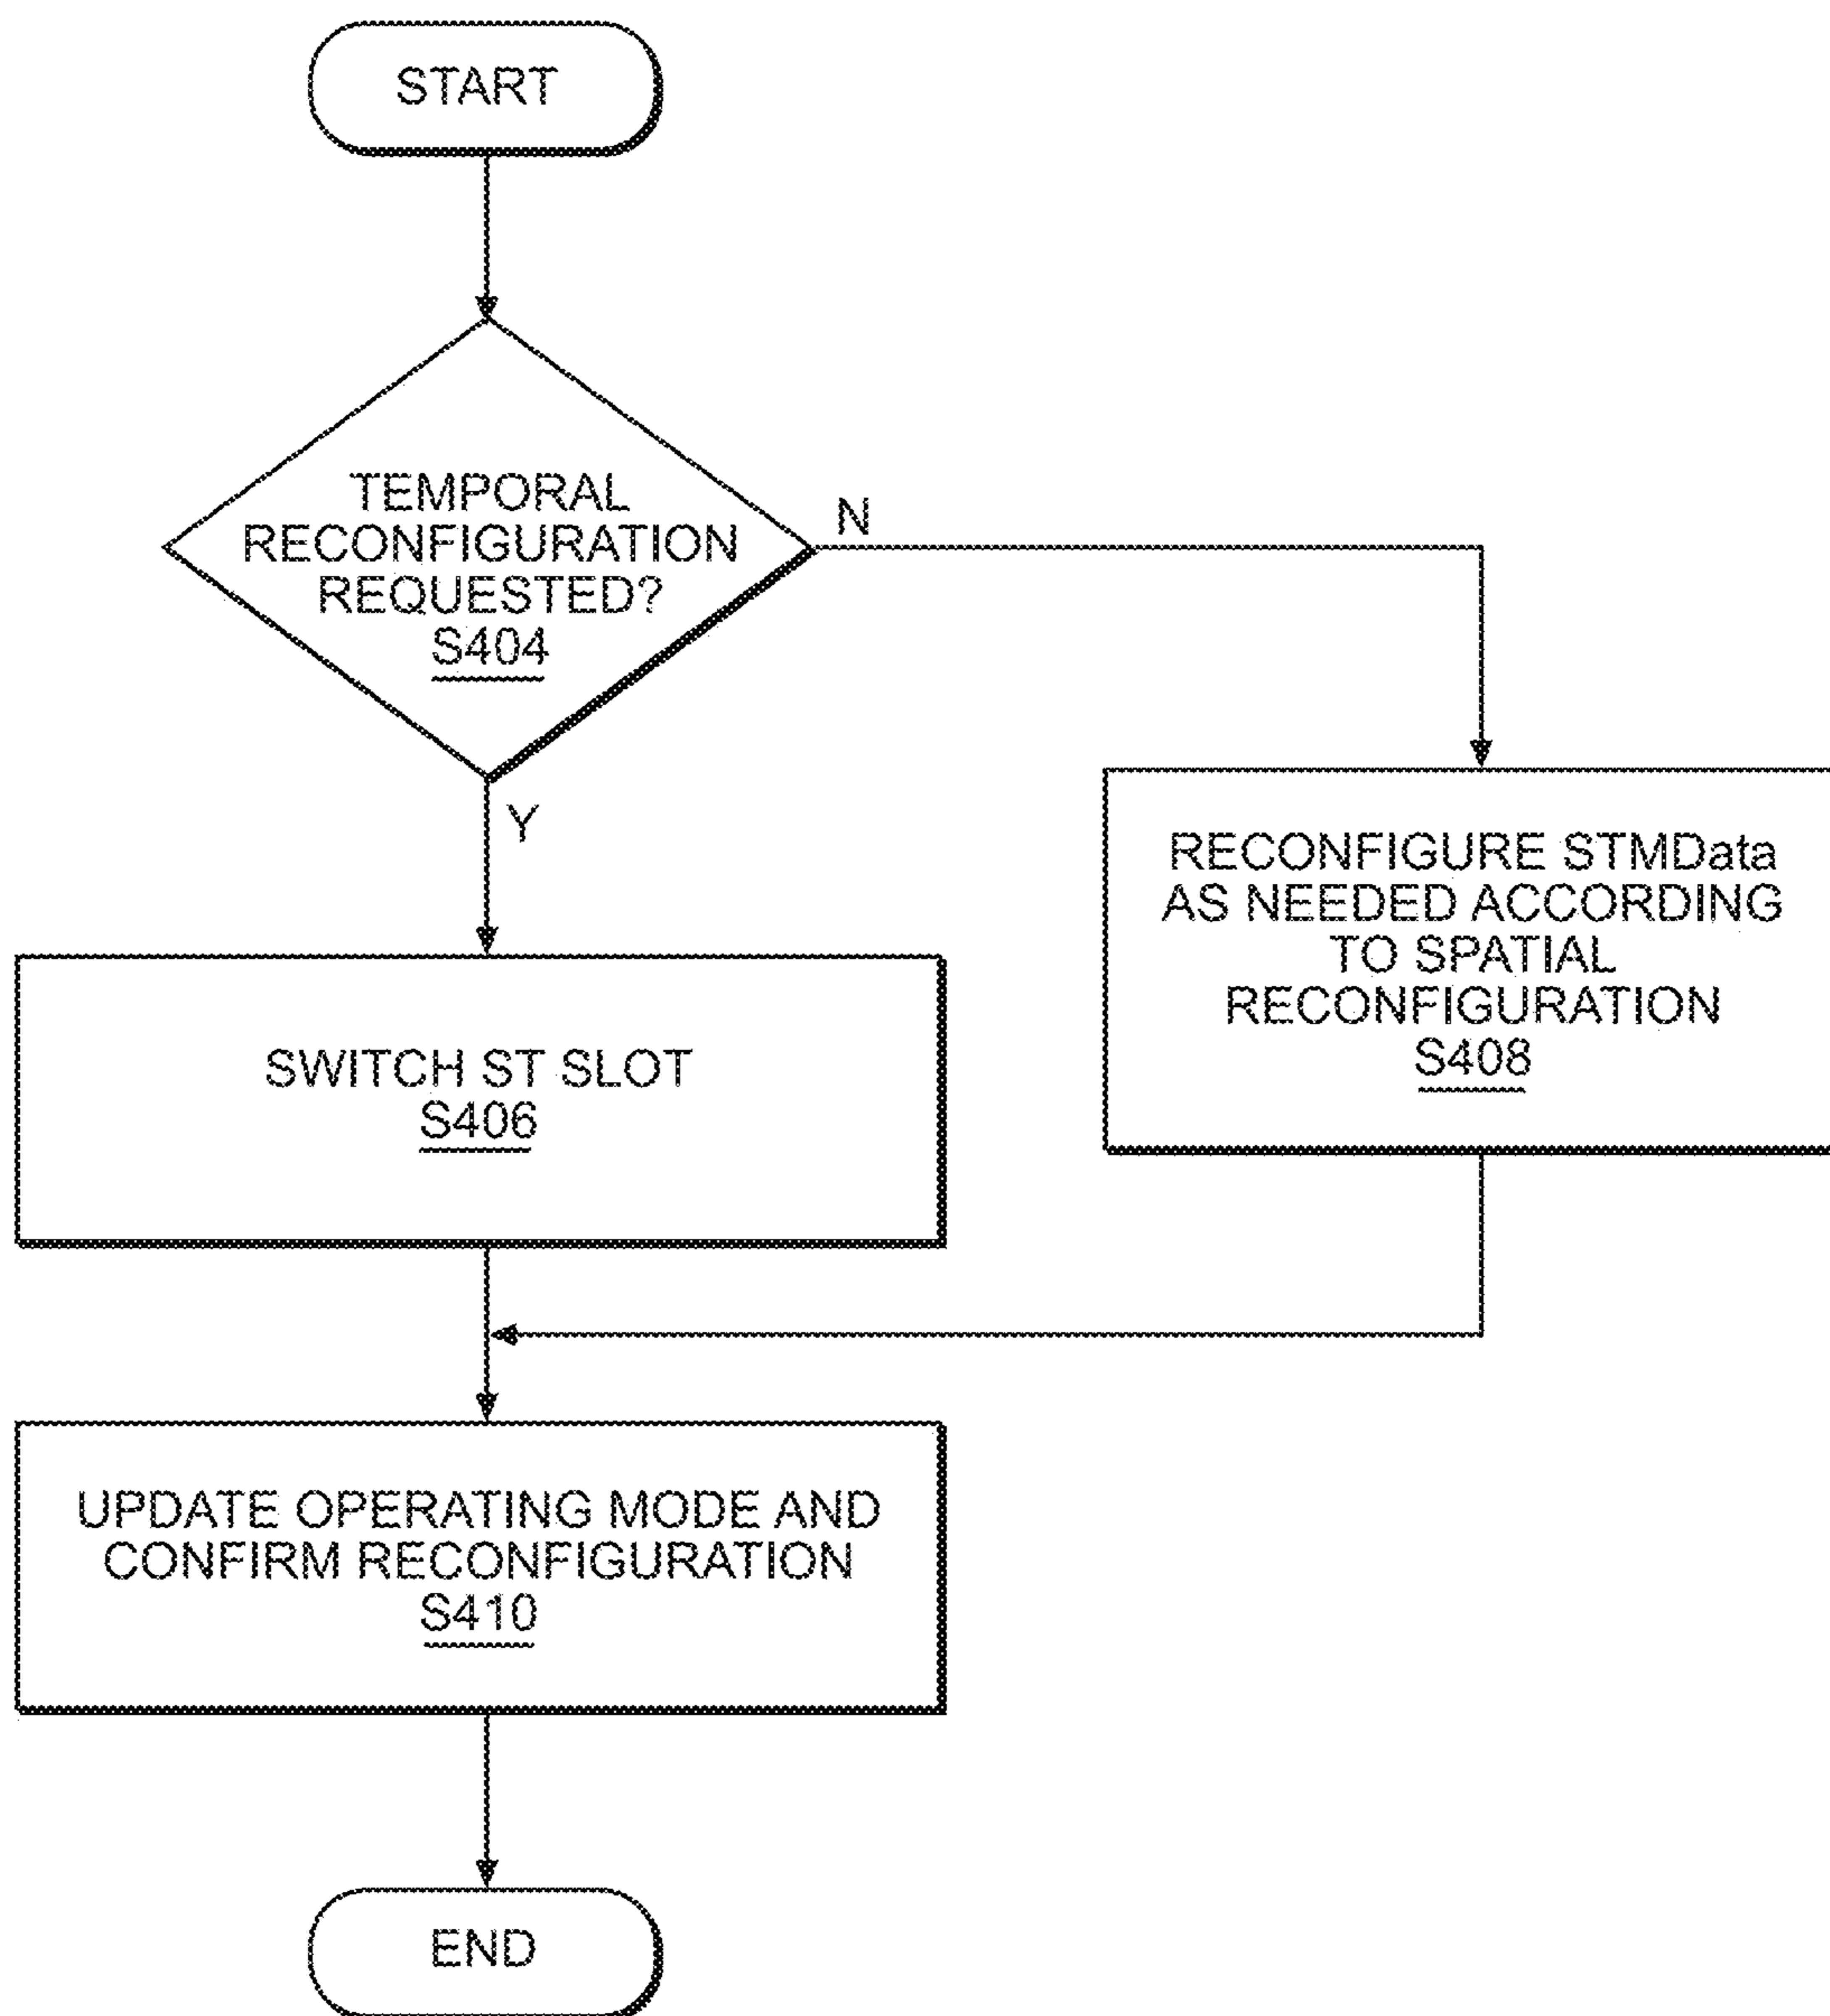 START
TEMPORAL
RECONFIGURATION
REQUESTED?
S404
N
Y
RECONFIGURE STMData
AS NEEDED ACCORDING
TO SPATIAL
RECONFIGURATION
S408
SWITCH ST SLOT
S406
UPDATE OPERATING MODE AND
CONFIRM RECONFIGURATION
S410
END